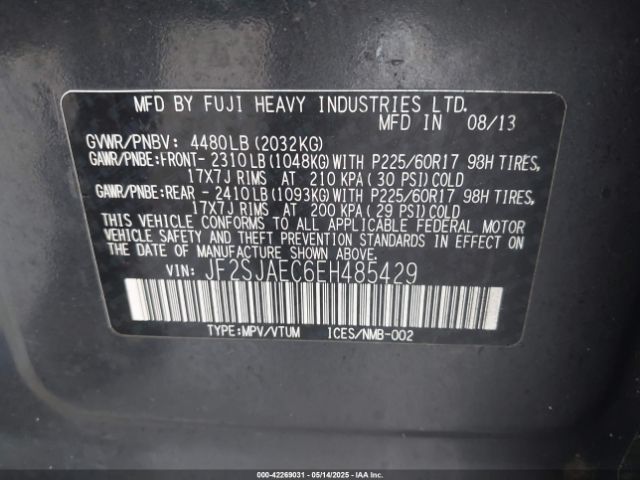 MFD BY FUJI HEAVY INDUSTRIES LTD.
MFD IN 08/13
GVWR/PNBV: 4480LB(2032KG)
GAWR/PNBE:FRONT- 2310LB(1048KG)WITH P225/60R17 98H TIRES,
17X7J RIMS AT 210 KPA(30 PSI)COLD
GAWR/PNBE:REAR - 2410LB(1093KG)WITH P225/60R17 98H TIRES,
17X7J RIMS AT 200 KPA(29 PSI)COLD
THIS VEHICLE CONFORMS TO ALL APPLICABLE FEDERAL MOTOR
VEHICLE SAFETY AND THEFT PREVENTION STANDARDS IN EFFECT ON
THE DATE OF MANUFACTURE SHOWN ABOVE.
VIN: JF2SJAEC6EH485429
TYPE:MPV/VTUM ICES/NMB-002
000-42269031 - 05/14/2025 - COPYRIGHT IAA, LLC.